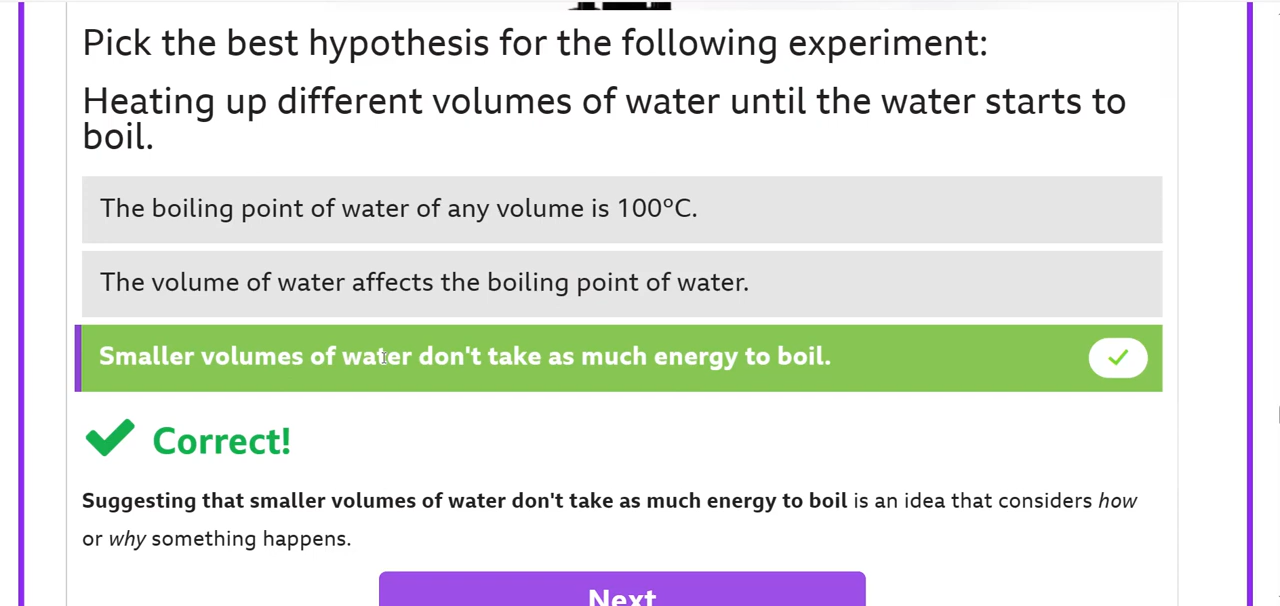 Pick the best hypothesis for the following experiment:
Heating up different volumes of water until the water starts to
boil.
The boiling point of water of any volume is 100°C.
The volume of water affects the boiling point of water.
Smaller volumes of water don't take as much energy to boil.
Correct!
Suggesting that smaller volumes of water don't take as much energy to boil is an idea that considers how
or why something happens.
Next